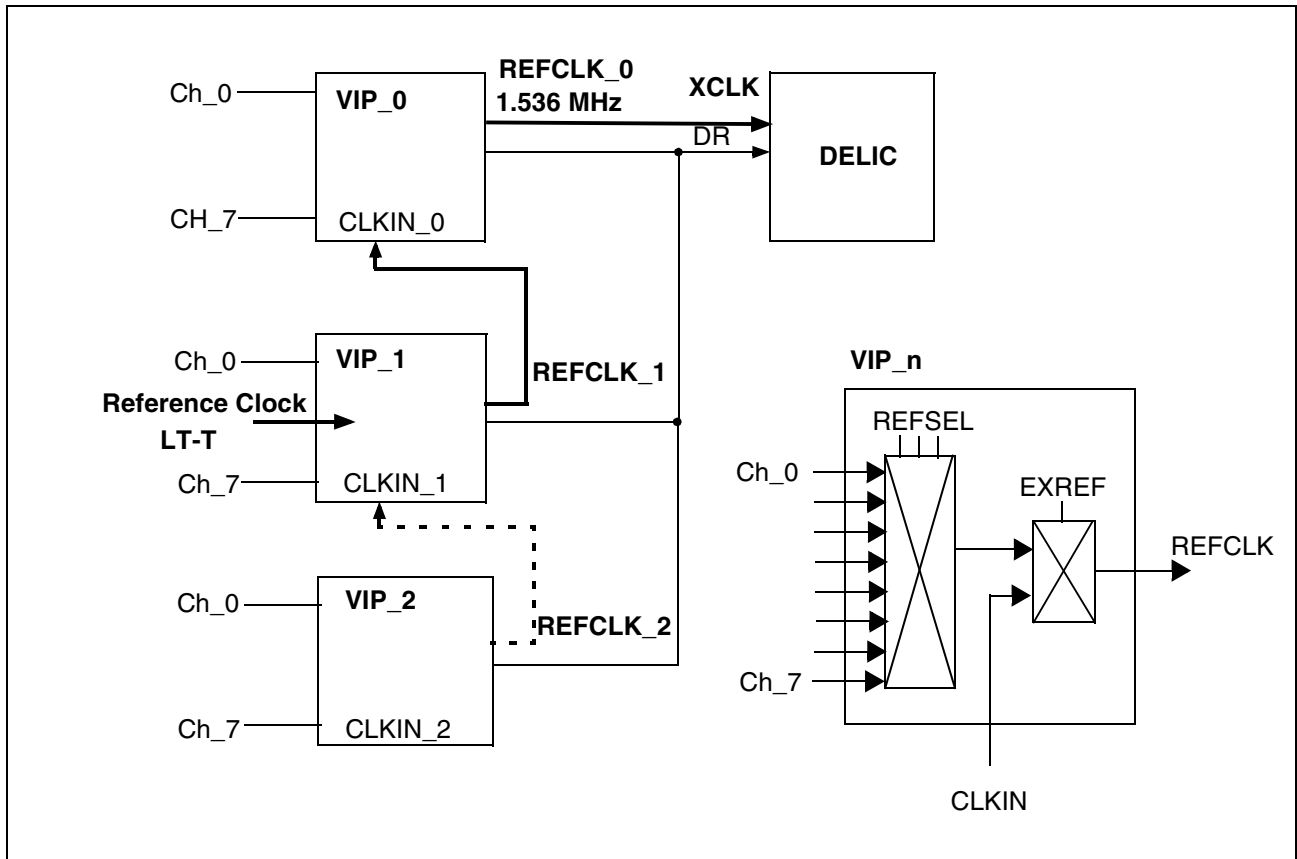 REFCLK_0
1.536 MHz
XCLK
Ch_0
VIP_0
DR
DELIC
CH_7
CLKIN_0
Ch_0
VIP_1
REFCLK_1
Reference Clock
LT-T
Ch_7
CLKIN_1
Ch_0
VIP_2
REFCLK_2
Ch_7
CLKIN_2
VIP_n
REFSEL
Ch_0
EXREF
REFCLK
Ch_7
CLKIN